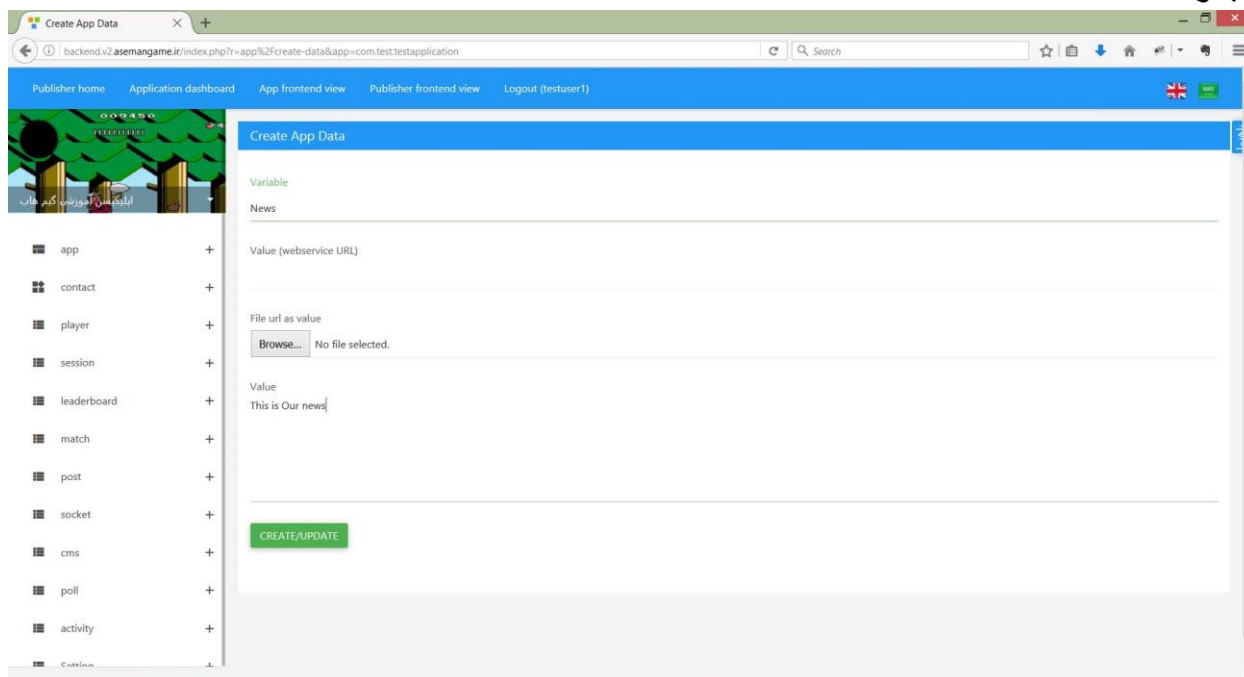 Create App Data
backend.v2.asemangame.ir/index.php?r=app%2Fcreate-data&app=com.test.testapplication
Search
Publisher home Application dashboard App frontend view Publisher frontend view Logout (testuser1)
009450
Create App Data
اپلیکیشن آموزشی گیم هاب
Variable
News
Value (webservice URL)
File url as value
Browse... No file selected.
Value
This is Our news
CREATE/UPDATE
app
contact
player
session
leaderboard
match
post
socket
cms
poll
activity
Setting